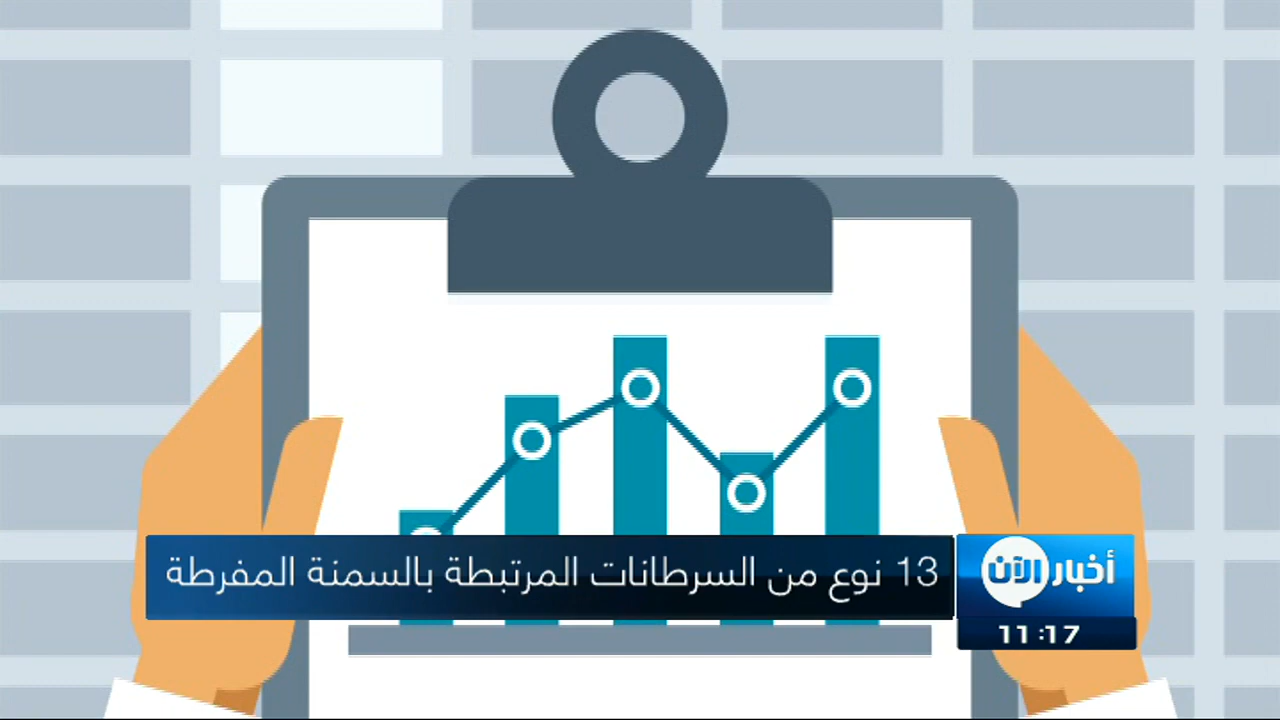 13 نوع من السرطانات المرتبطة بالسمنة المفرطة
أخبار الآن
11:17